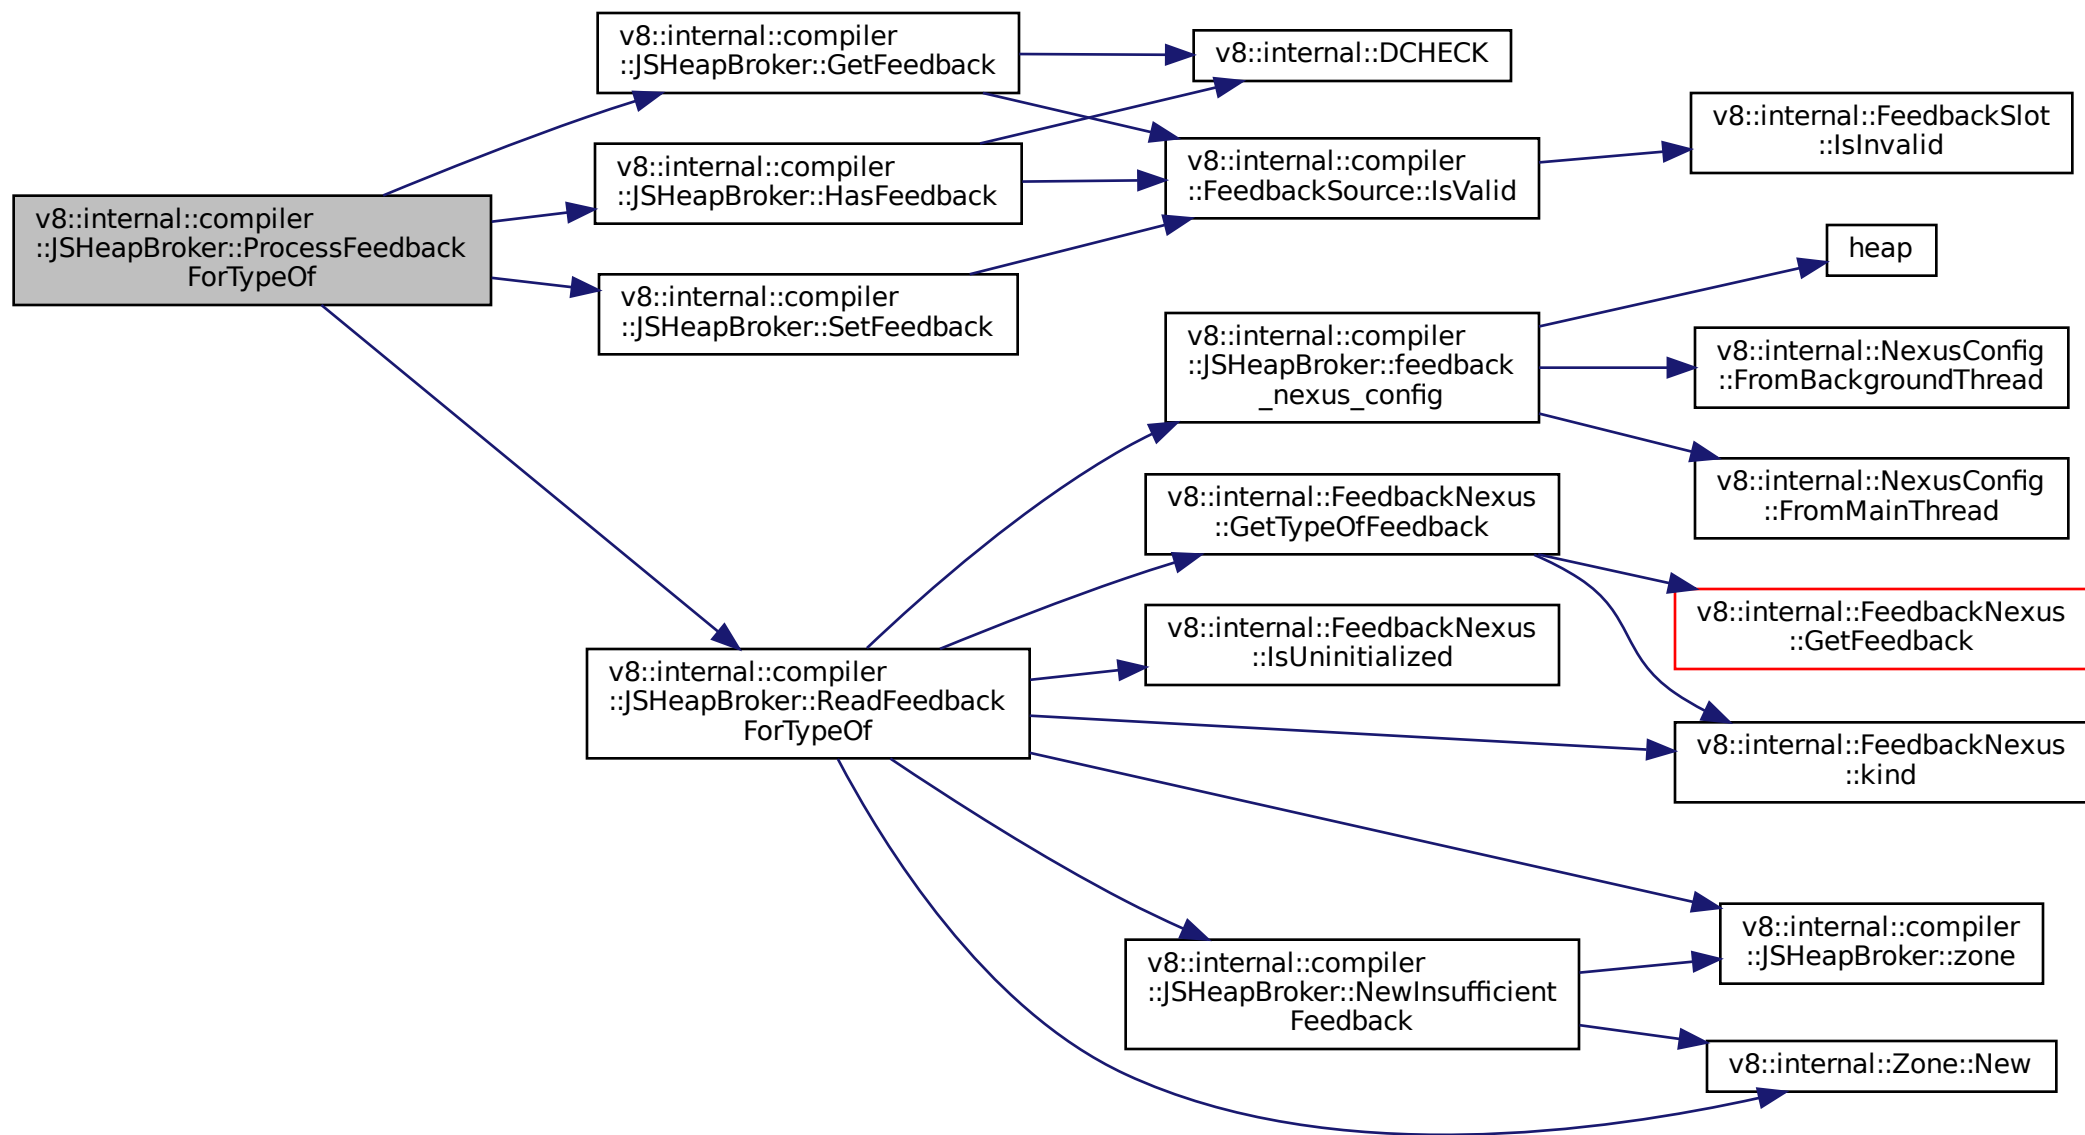 v8::internal::compiler
::JSHeapBroker::ProcessFeedback
ForTypeOf
v8::internal::compiler
::JSHeapBroker::GetFeedback
v8::internal::compiler
::JSHeapBroker::HasFeedback
v8::internal::compiler
::JSHeapBroker::SetFeedback
v8::internal::compiler
::JSHeapBroker::ReadFeedback
ForTypeOf
v8::internal::DCHECK
v8::internal::compiler
::FeedbackSource::IsValid
v8::internal::compiler
::JSHeapBroker::feedback
_nexus_config
v8::internal::FeedbackNexus
::GetTypeOfFeedback
v8::internal::FeedbackNexus
::IsUninitialized
v8::internal::compiler
::JSHeapBroker::NewInsufficient
Feedback
v8::internal::FeedbackSlot
::IsInvalid
heap
v8::internal::NexusConfig
::FromBackgroundThread
v8::internal::NexusConfig
::FromMainThread
v8::internal::FeedbackNexus
::GetFeedback
v8::internal::FeedbackNexus
::kind
v8::internal::compiler
::JSHeapBroker::zone
v8::internal::Zone::New